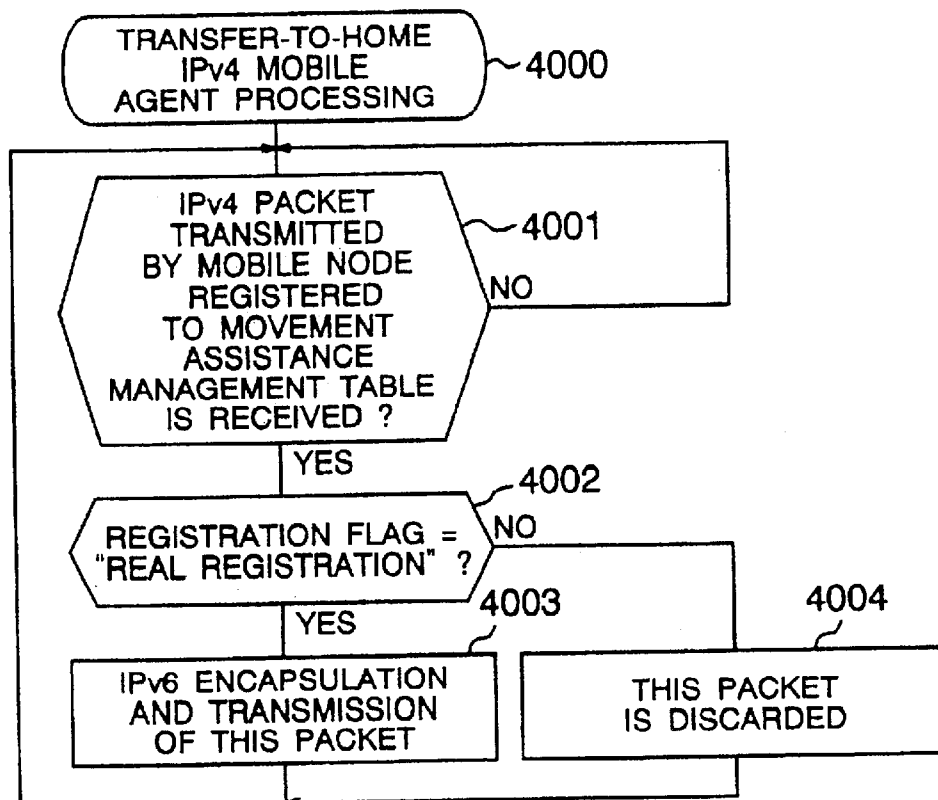 TRANSFER-TO-HOME
IPv4 MOBILE
AGENT PROCESSING
4000
IPv4 PACKET
TRANSMITTED
BY MOBILE NODE
REGISTERED
TO MOVEMENT
ASSISTANCE
MANAGEMENT TABLE
IS RECEIVED ?
4001
NO
YES
4002
REGISTRATION FLAG =
"REAL REGISTRATION" ?
NO
YES
4003
IPv6 ENCAPSULATION
AND TRANSMISSION
OF THIS PACKET
4004
THIS PACKET
IS DISCARDED